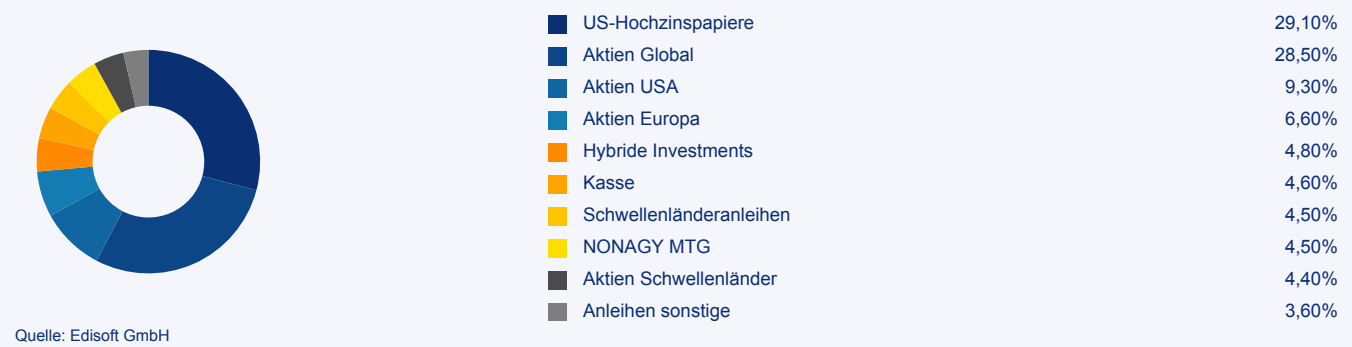 US-Hochzinspapiere 29,10%
Aktien Global 28,50%
Aktien USA 9,30%
Aktien Europa 6,60%
Hybride Investments 4,80%
Kasse 4,60%
Schwellenländeranleihen 4,50%
NONAGY MTG 4,50%
Aktien Schwellenländer 4,40%
Anleihen sonstige 3,60%
Quelle: Edisoft GmbH